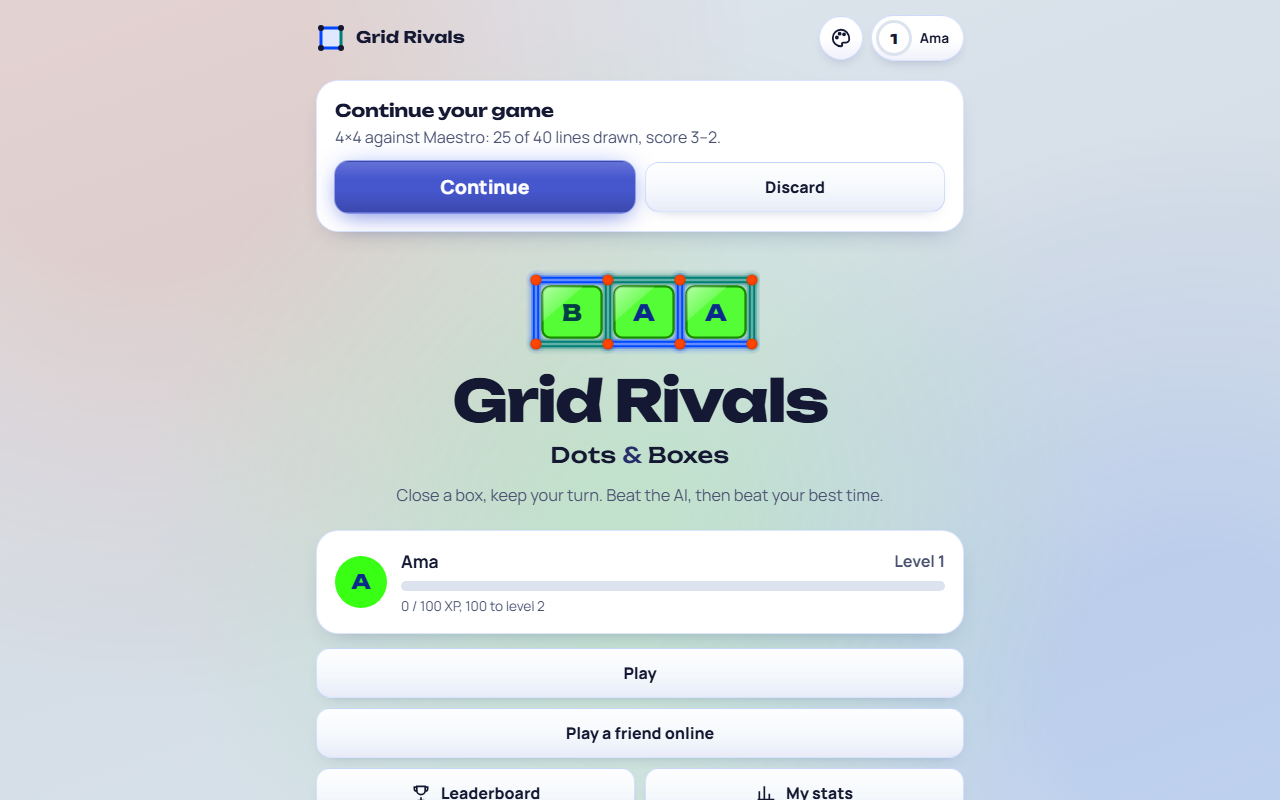 Grid Rivals
1 Ama
Continue your game
4×4 against Maestro: 25 of 40 lines drawn, score 3–2.
Continue Discard
B A A
Grid Rivals
Dots & Boxes
Close a box, keep your turn. Beat the AI, then beat your best time.
A Ama Level 1
0 / 100 XP, 100 to level 2
Play
Play a friend online
Leaderboard My stats